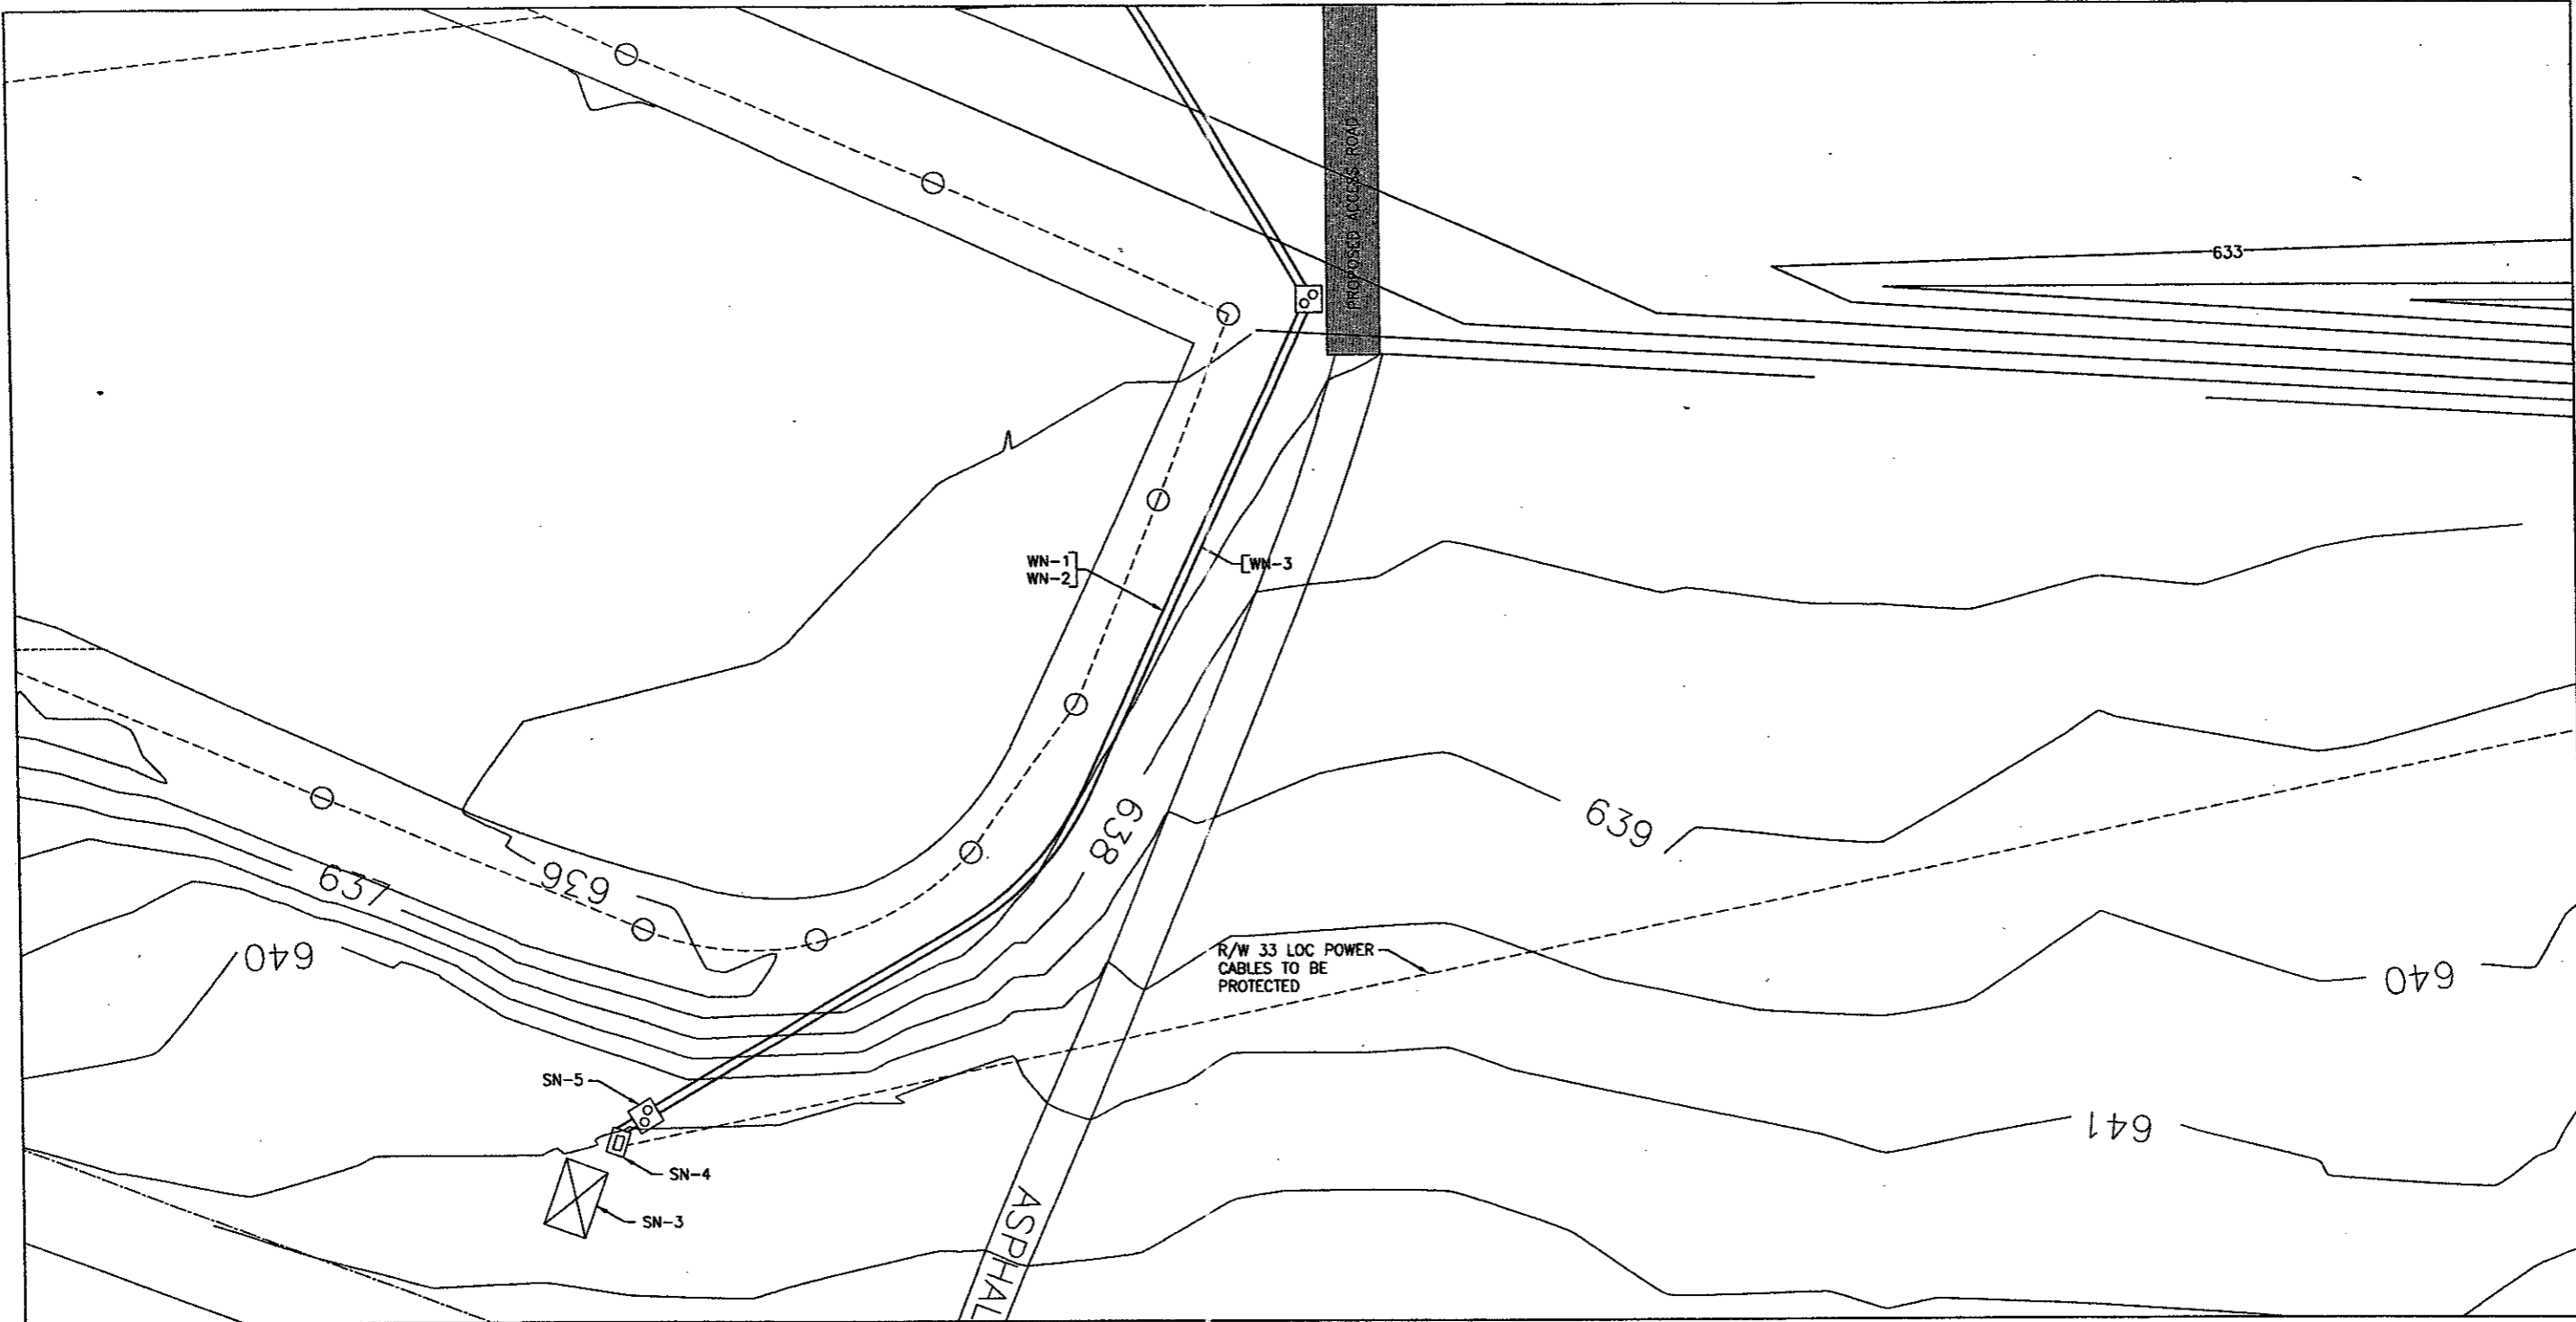 PROPOSED ACCESS ROAD
633
WN-1
WN-2
WN-3
638
639
637
636
640
R/W 33 LOC POWER
CABLES TO BE
PROTECTED
640
SN-5
641
SN-4
SN-3
ASPHAL